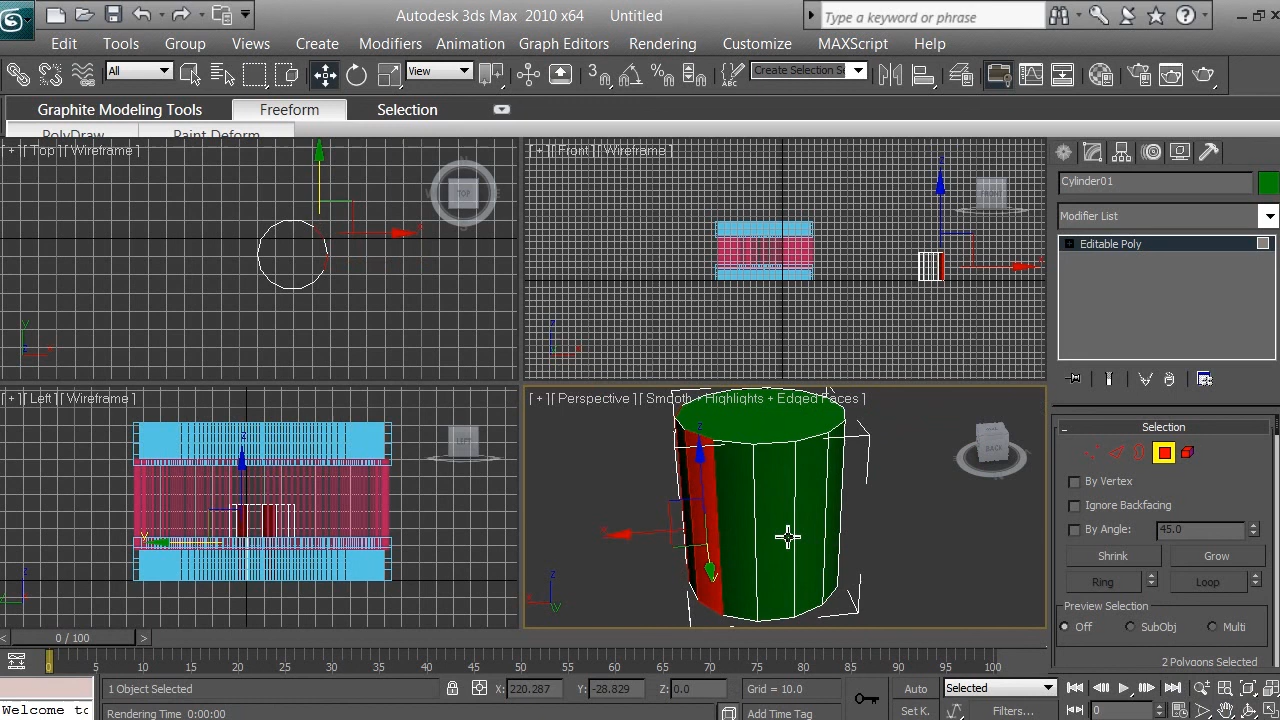 Autodesk 3ds Max 2010 x64 Untitled
Type a keyword or phrase
Edit Tools Group Views Create Modifiers Animation Graph Editors Rendering Customize MAXScript Help
All View Create Selection Se
Graphite Modeling Tools Freeform Selection
PolyDraw Paint Deform
[ + ][ Top ][ Wireframe ]
TOP
[ + ][ Front ][ Wireframe ]
FRONT
Cylinder01
Modifier List
Editable Poly
[ + ][ Left ][ Wireframe ]
LEFT
[ + ][ Perspective ][ Smooth + Highlights + Edged Faces ]
BACK
Selection
By Vertex
Ignore Backfacing
By Angle: 45.0
Shrink Grow
Ring Loop
Preview Selection
Off SubObj Multi
2 Polygons Selected
0 / 100
0 5 10 15 20 25 30 35 40 45 50 55 60 65 70 75 80 85 90 95 100
1 Object Selected X: 220.287 Y: -28.829 Z: 0.0 Grid = 10.0 Auto Selected
Welcome to Rendering Time 0:00:00 Add Time Tag Set K. Filters... 0